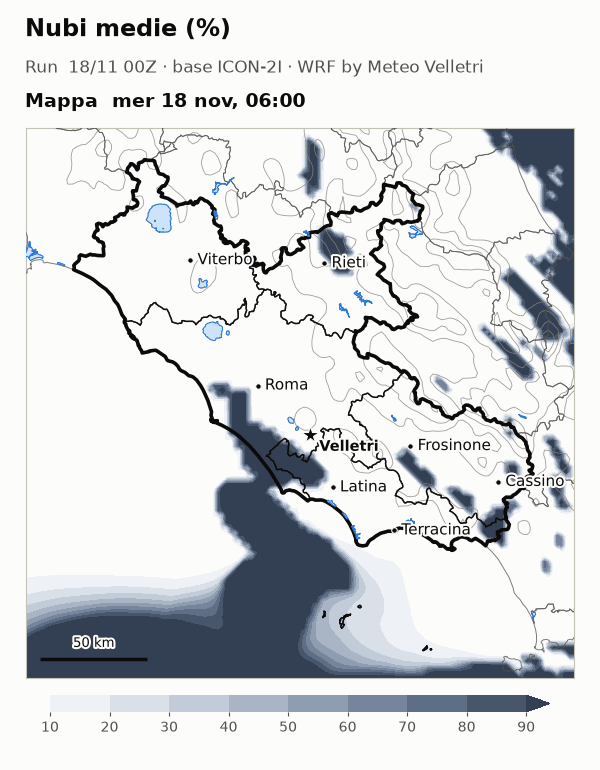 Nubi medie (%)
Run 18/11 00Z · base ICON-2I · WRF by Meteo Velletri
Mappa mer 18 nov, 06:00
Viterbo
Rieti
Roma
Velletri
Frosinone
Latina
Cassino
Terracina
50 km
10 20 30 40 50 60 70 80 90